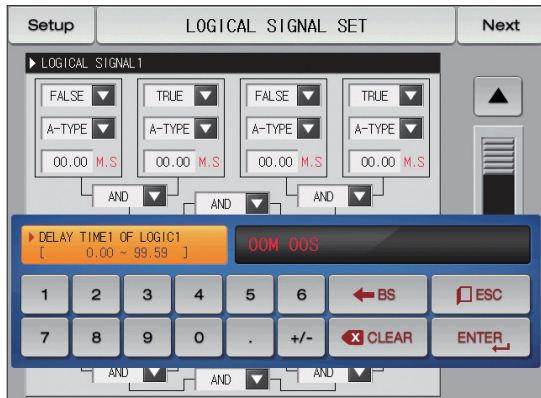 Setup LOGICAL SIGNAL SET Next
LOGICAL SIGNAL1
FALSE TRUE FALSE TRUE
A-TYPE A-TYPE A-TYPE A-TYPE
00.00 M.S 00.00 M.S 00.00 M.S 00.00 M.S
AND AND AND
DELAY TIME1 OF LOGIC1
[ 0.00 ~ 99.59 ]
00M 00S
1 2 3 4 5 6 BS ESC
7 8 9 0 . +/- X CLEAR ENTER
AND AND AND